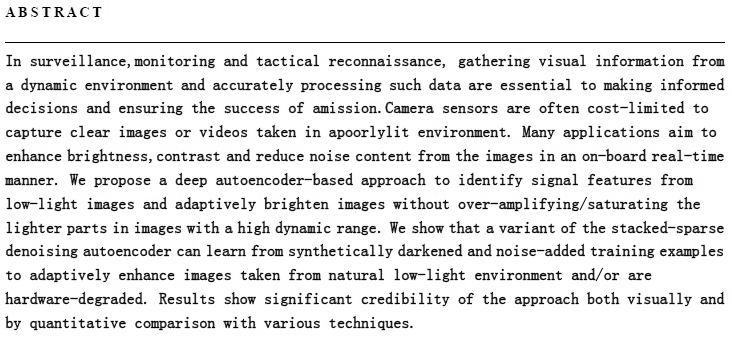 ABSTRACT
In surveillance, monitoring and tactical reconnaissance, gathering visual information from
a dynamic environment and accurately processing such data are essential to making informed
decisions and ensuring the success of amission. Camera sensors are often cost-limited to
capture clear images or videos taken in apoorlylit environment. Many applications aim to
enhance brightness, contrast and reduce noise content from the images in an on-board real-time
manner. We propose a deep autoencoder-based approach to identify signal features from
low-light images and adaptively brighten images without over-amplifying/saturating the
lighter parts in images with a high dynamic range. We show that a variant of the stacked-sparse
denoising autoencoder can learn from synthetically darkened and noise-added training examples
to adaptively enhance images taken from natural low-light environment and/or are
hardware-degraded. Results show significant credibility of the approach both visually and
by quantitative comparison with various techniques.